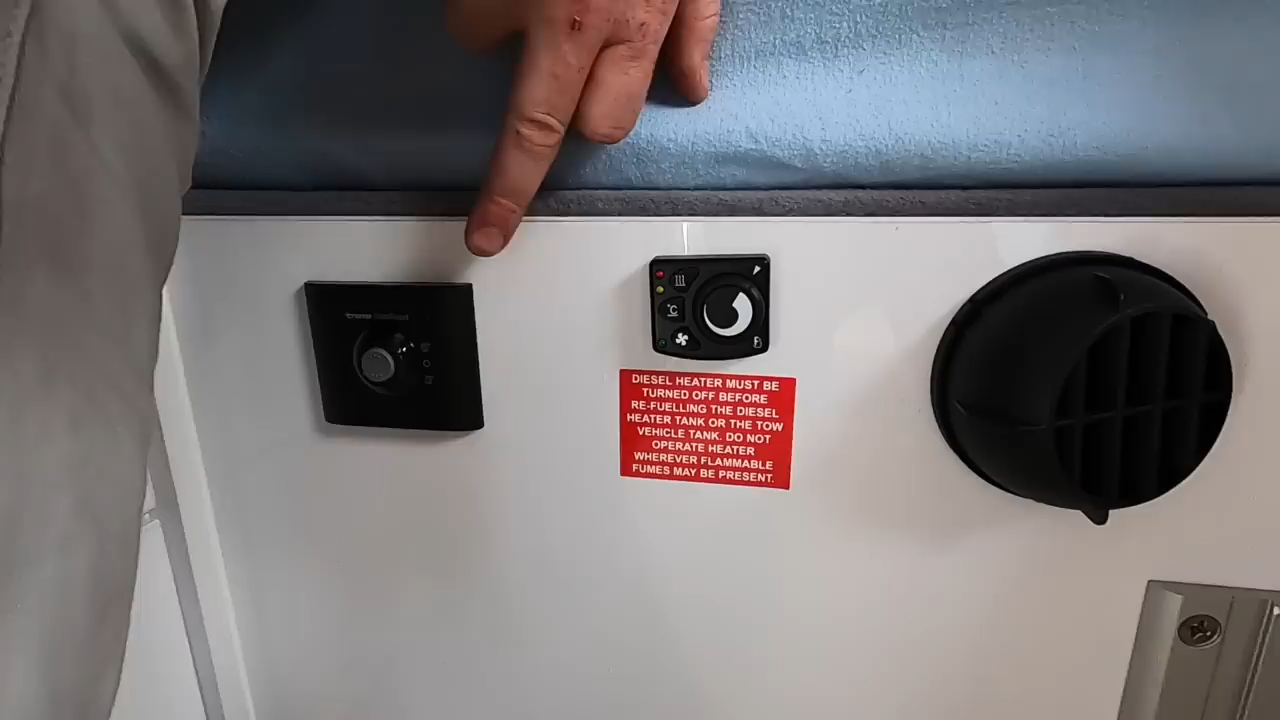 °C
DIESEL HEATER MUST BE
TURNED OFF BEFORE
RE-FUELLING THE DIESEL
HEATER TANK OR THE TOW
VEHICLE TANK. DO NOT
OPERATE HEATER
WHEREVER FLAMMABLE
FUMES MAY BE PRESENT.